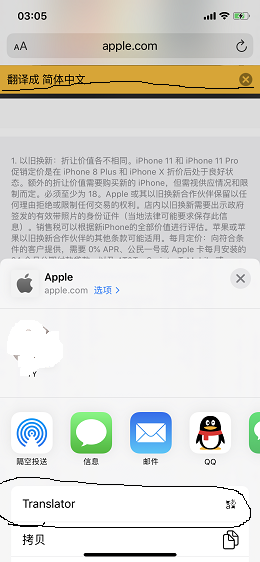 03:05
AA apple.com
翻译成 简体中文
1. 以旧换新：折让价值各不相同。iPhone 11 和 iPhone 11 Pro
促销定价是在 iPhone 8 Plus 和 iPhone X 折价后处于良好状
态。额外的折让价值需要购买新的 iPhone，但需视供应情况和限
制而定。必须至少为 18。Apple 或其以旧换新合作伙伴保留以任
何理由拒绝或限制任何交易的权利。店内以旧换新需要出示政府
签发的有效带照片的身份证件（当地法律可能要求保存此信
息）。销售税可以根据新iPhone的全部价值进行评估。苹果或苹
果以旧换新合作伙伴的其他条款可能适用。每月定价：向符合条
件的客户提供，需要 0% APR、公民一号或 Apple 卡每月安装的
Apple
apple.com 选项 >
隔空投送
信息
邮件
QQ
Translator
拷贝